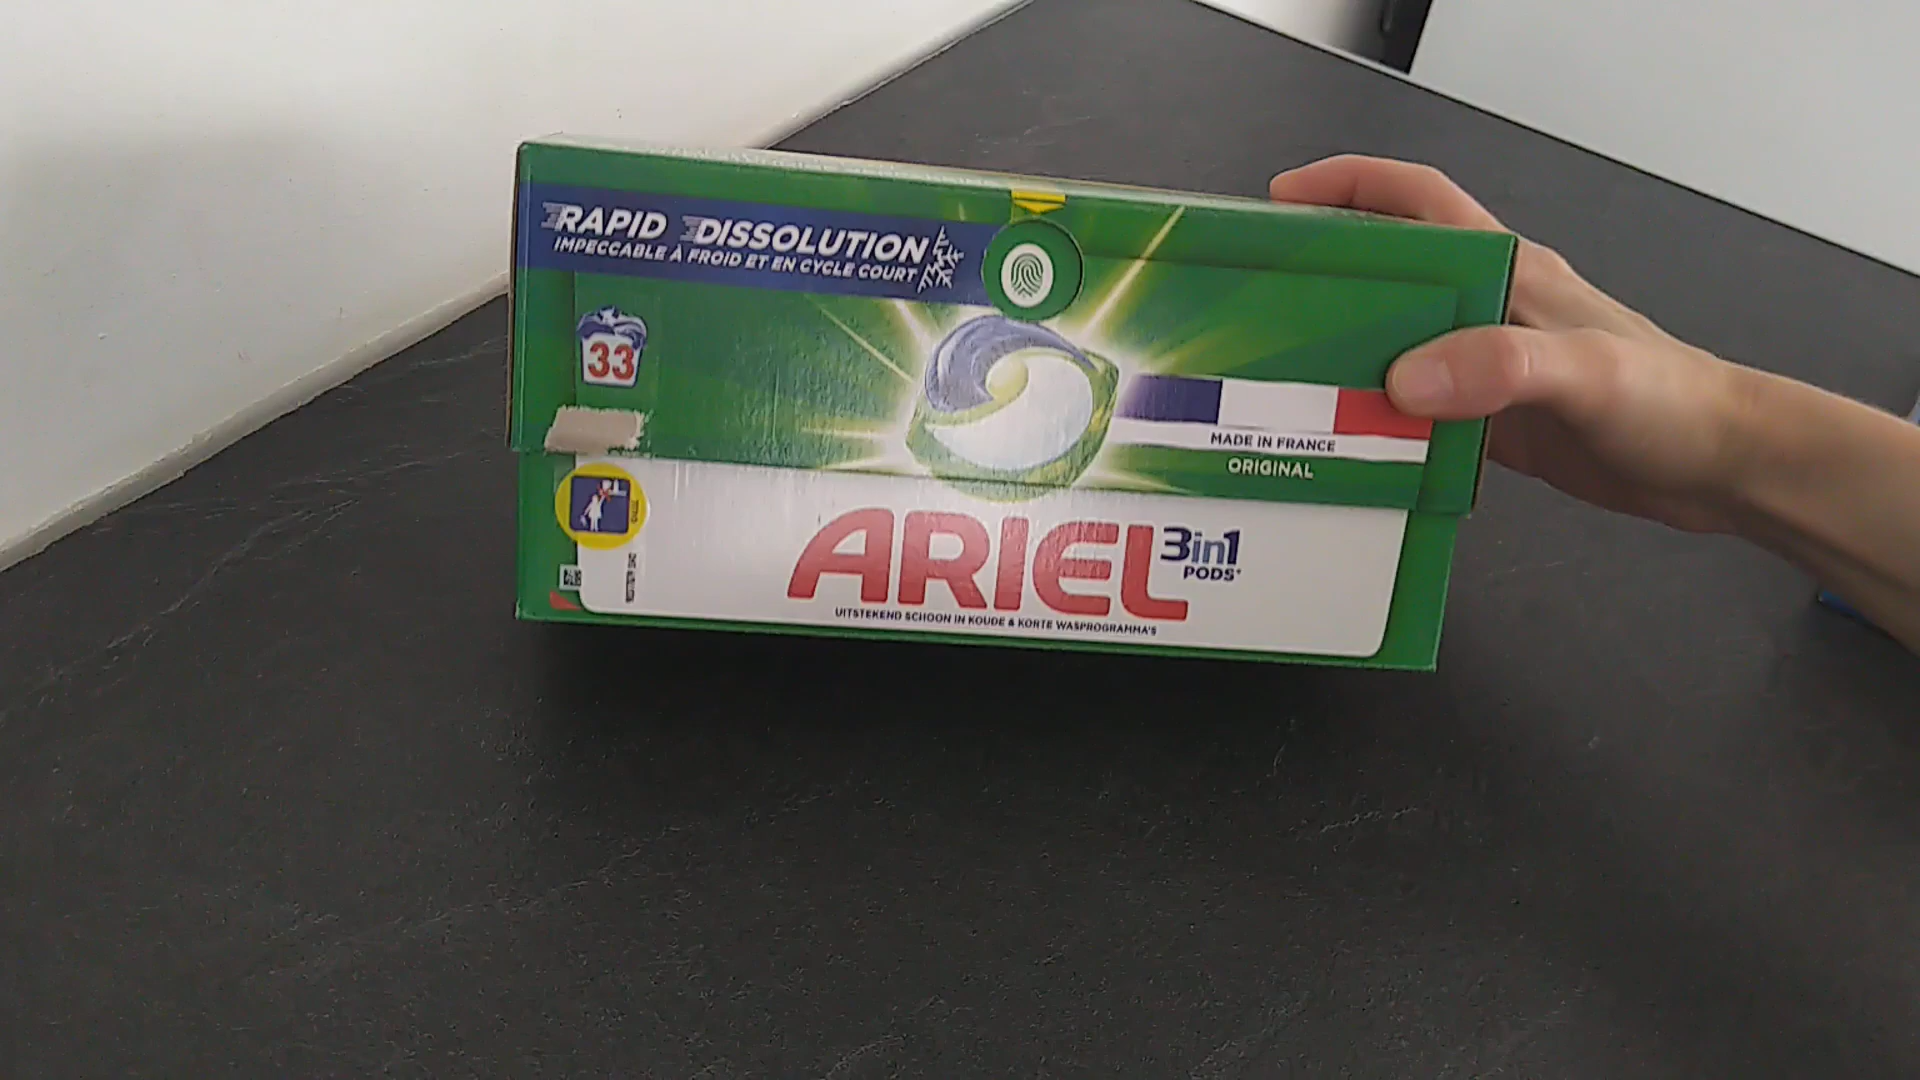 RAPID DISSOLUTION
IMPECCABLE À FROID ET EN CYCLE COURT
33
MADE IN FRANCE
ORIGINAL
ARIEL
3in1
PODS*
UITSTEKEND SCHOON IN KOUDE & KORTE WASPROGRAMMA'S